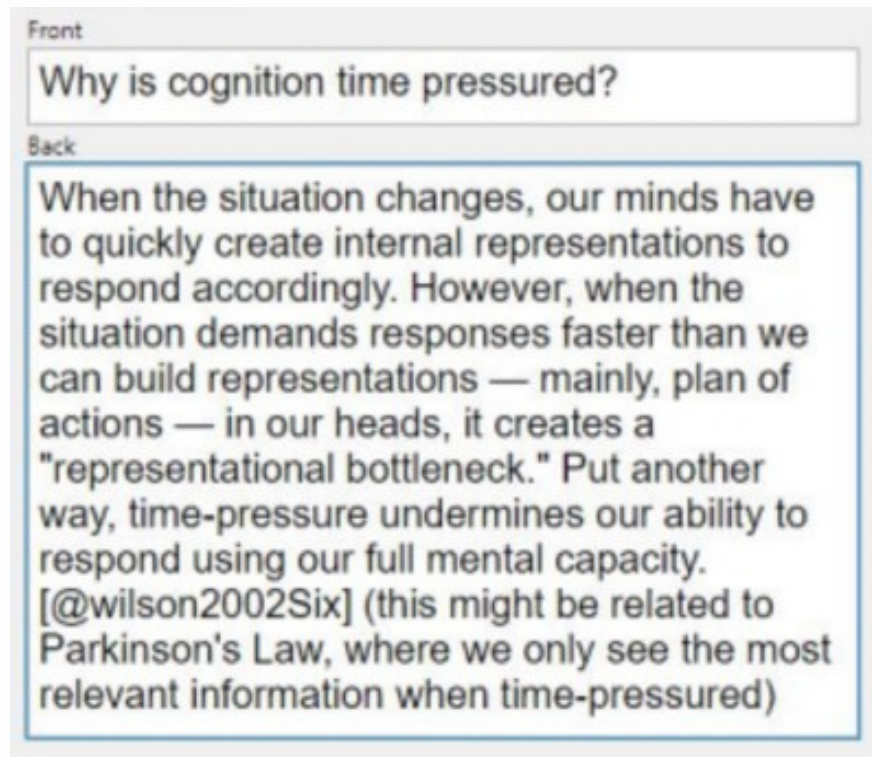 Front
Why is cognition time pressured?
Back
When the situation changes, our minds have
to quickly create internal representations to
respond accordingly. However, when the
situation demands responses faster than we
can build representations — mainly, plan of
actions — in our heads, it creates a
"representational bottleneck." Put another
way, time-pressure undermines our ability to
respond using our full mental capacity.
[@wilson2002Six] (this might be related to
Parkinson's Law, where we only see the most
relevant information when time-pressured)